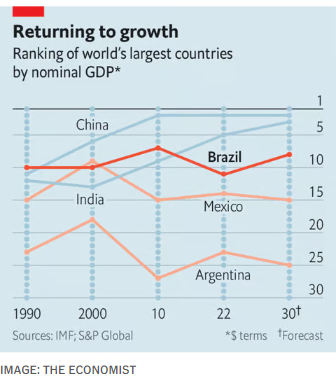 Returning to growth
Ranking of world's largest countries
by nominal GDP*
1
China
5
Brazil
10
India
Mexico
15
20
Argentina
25
30
1990 2000 10 22 30†
Sources: IMF; S&P Global *$ terms †Forecast
IMAGE: THE ECONOMIST